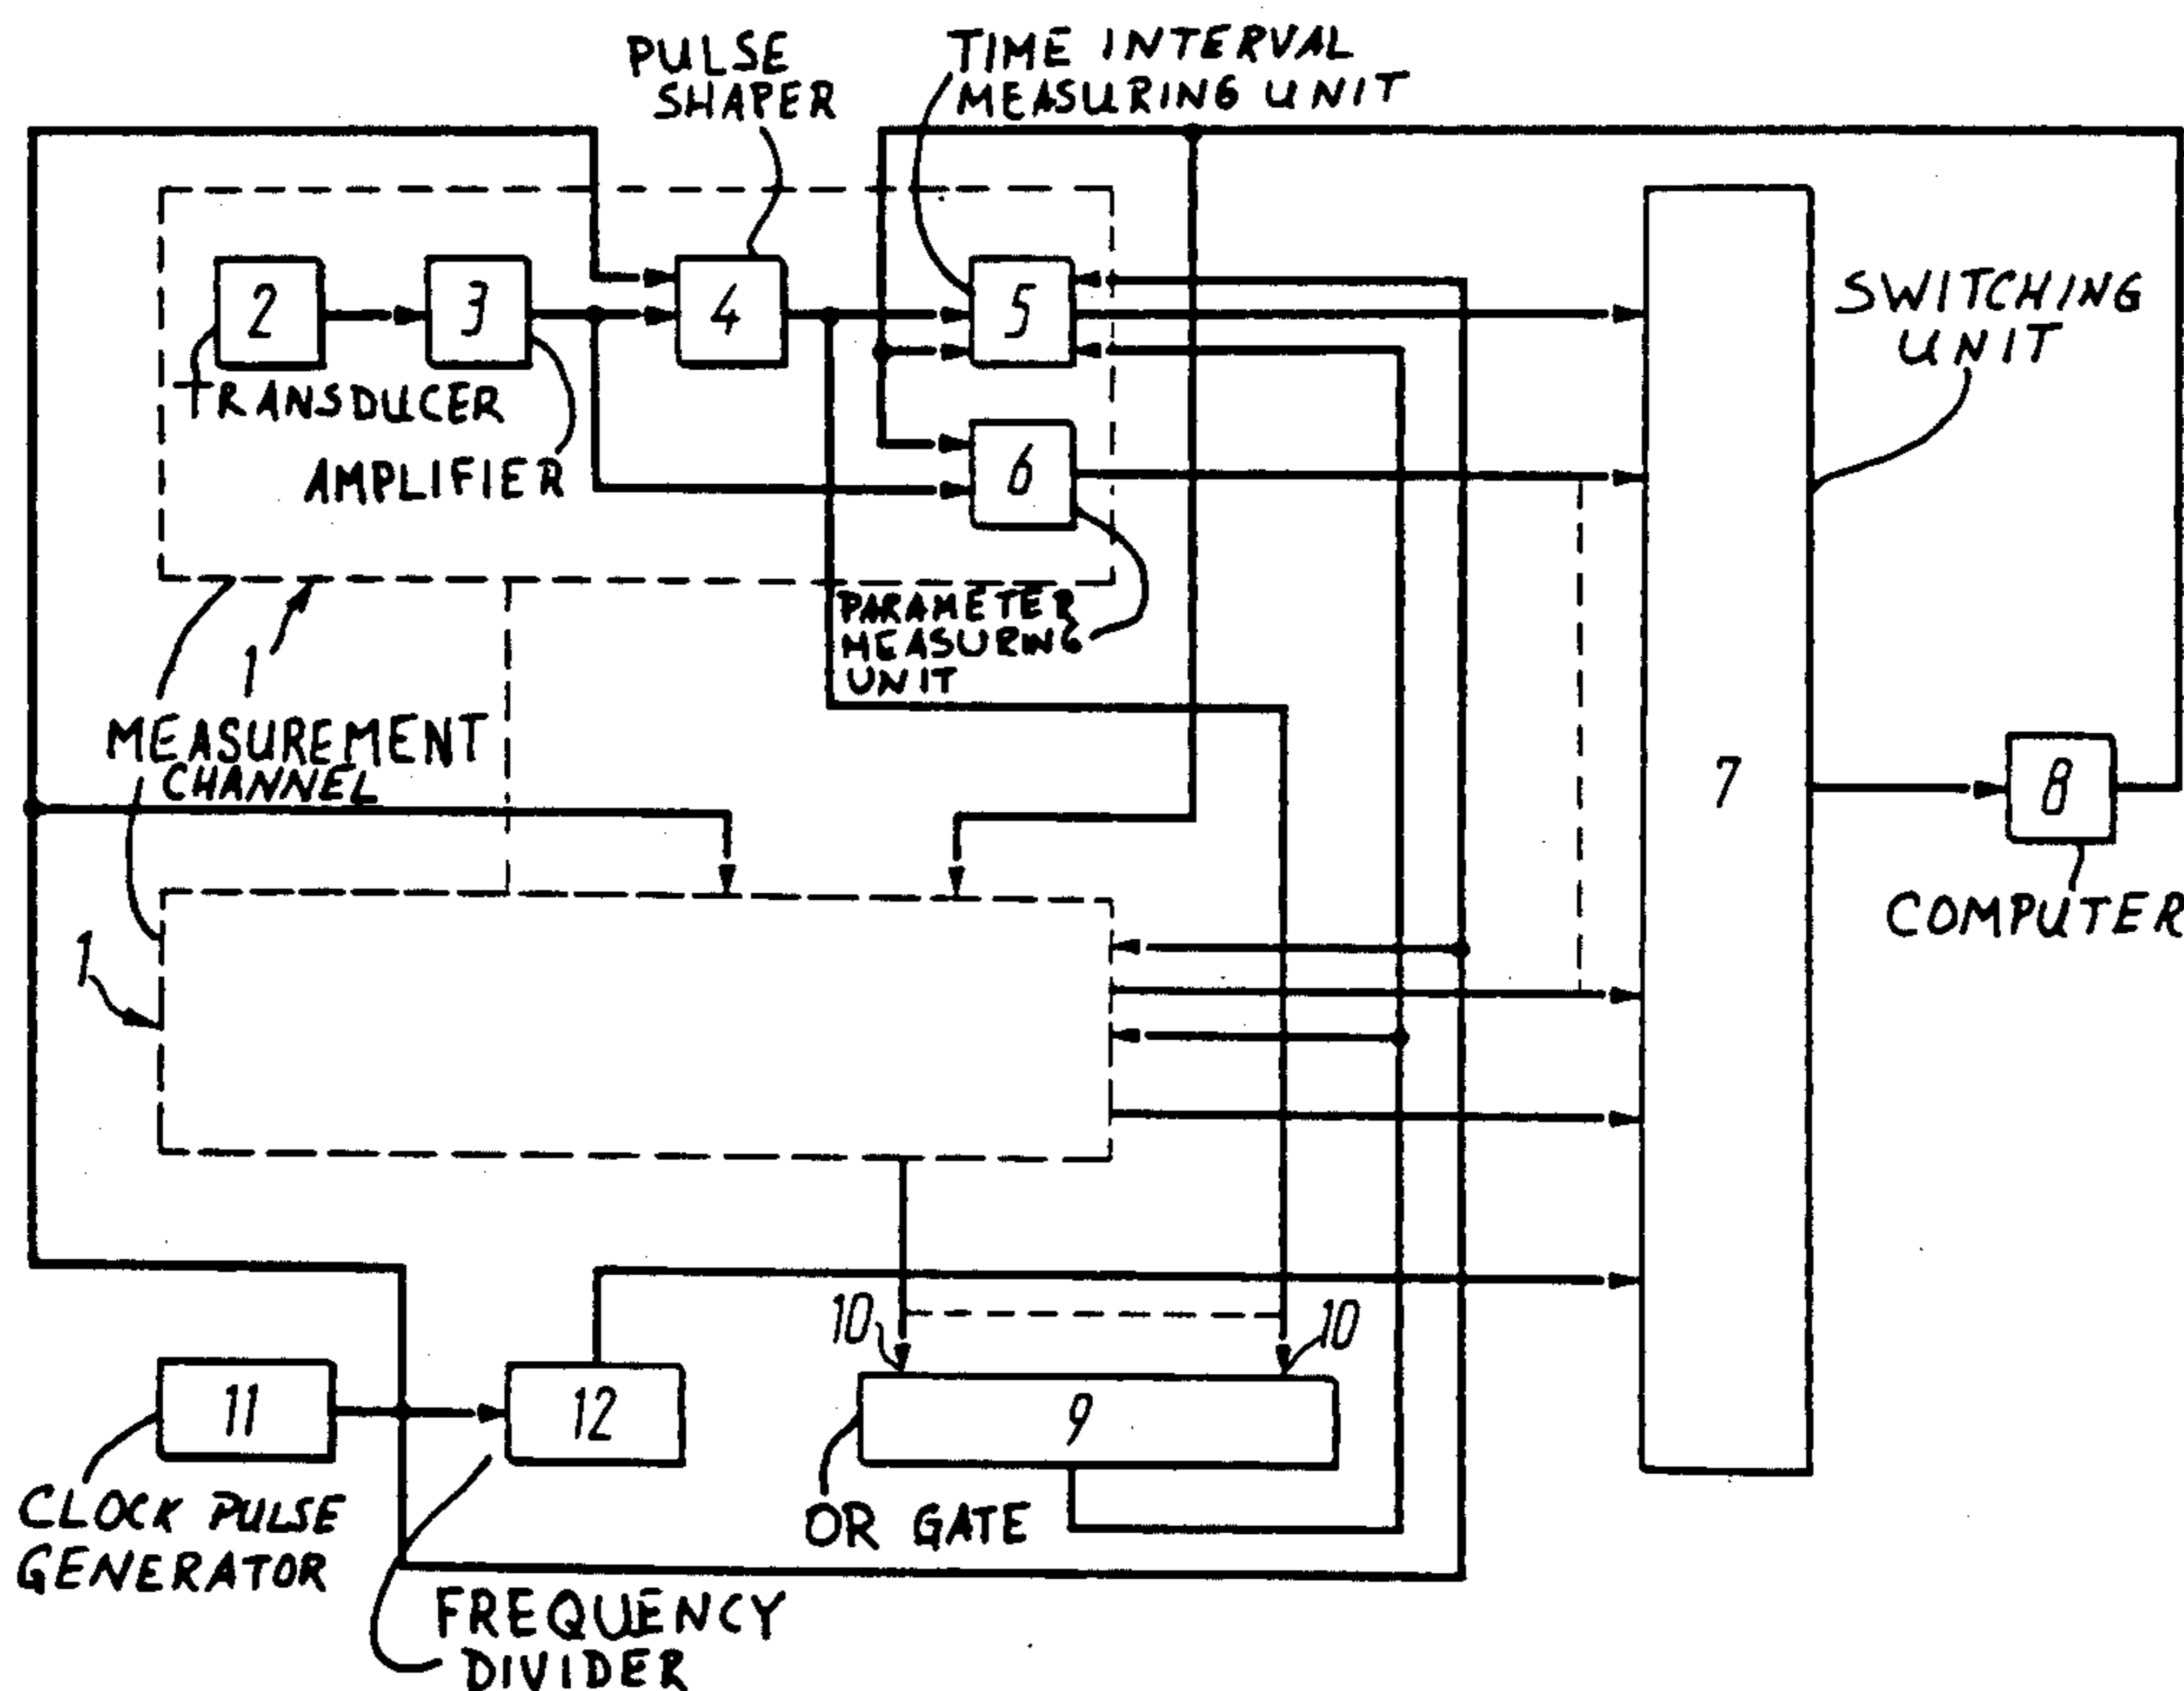 PULSE
SHAPER
TIME INTERVAL
MEASURING UNIT
2
3
4
5
6
TRANSDUCER
AMPLIFIER
SWITCHING
UNIT
PARAMETER
MEASURING
UNIT
1
MEASUREMENT
CHANNEL
7
8
COMPUTER
1
10
10
11
12
9
CLOCK PULSE
GENERATOR
OR GATE
FREQUENCY
DIVIDER